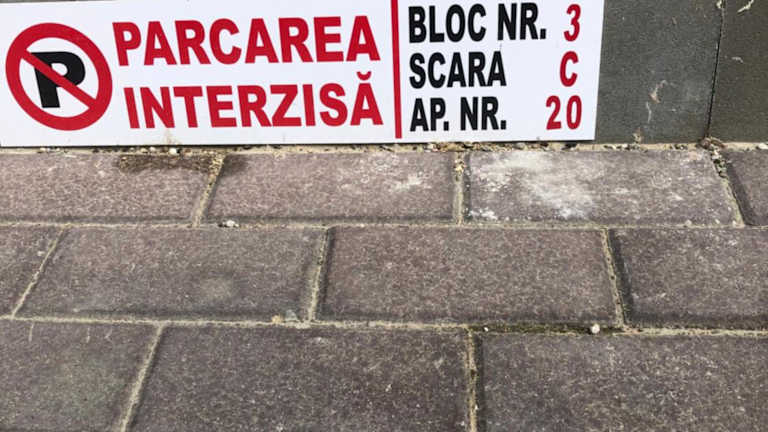 P
PARCAREA
INTERZISĂ
BLOC NR. 3
SCARA C
AP. NR. 20